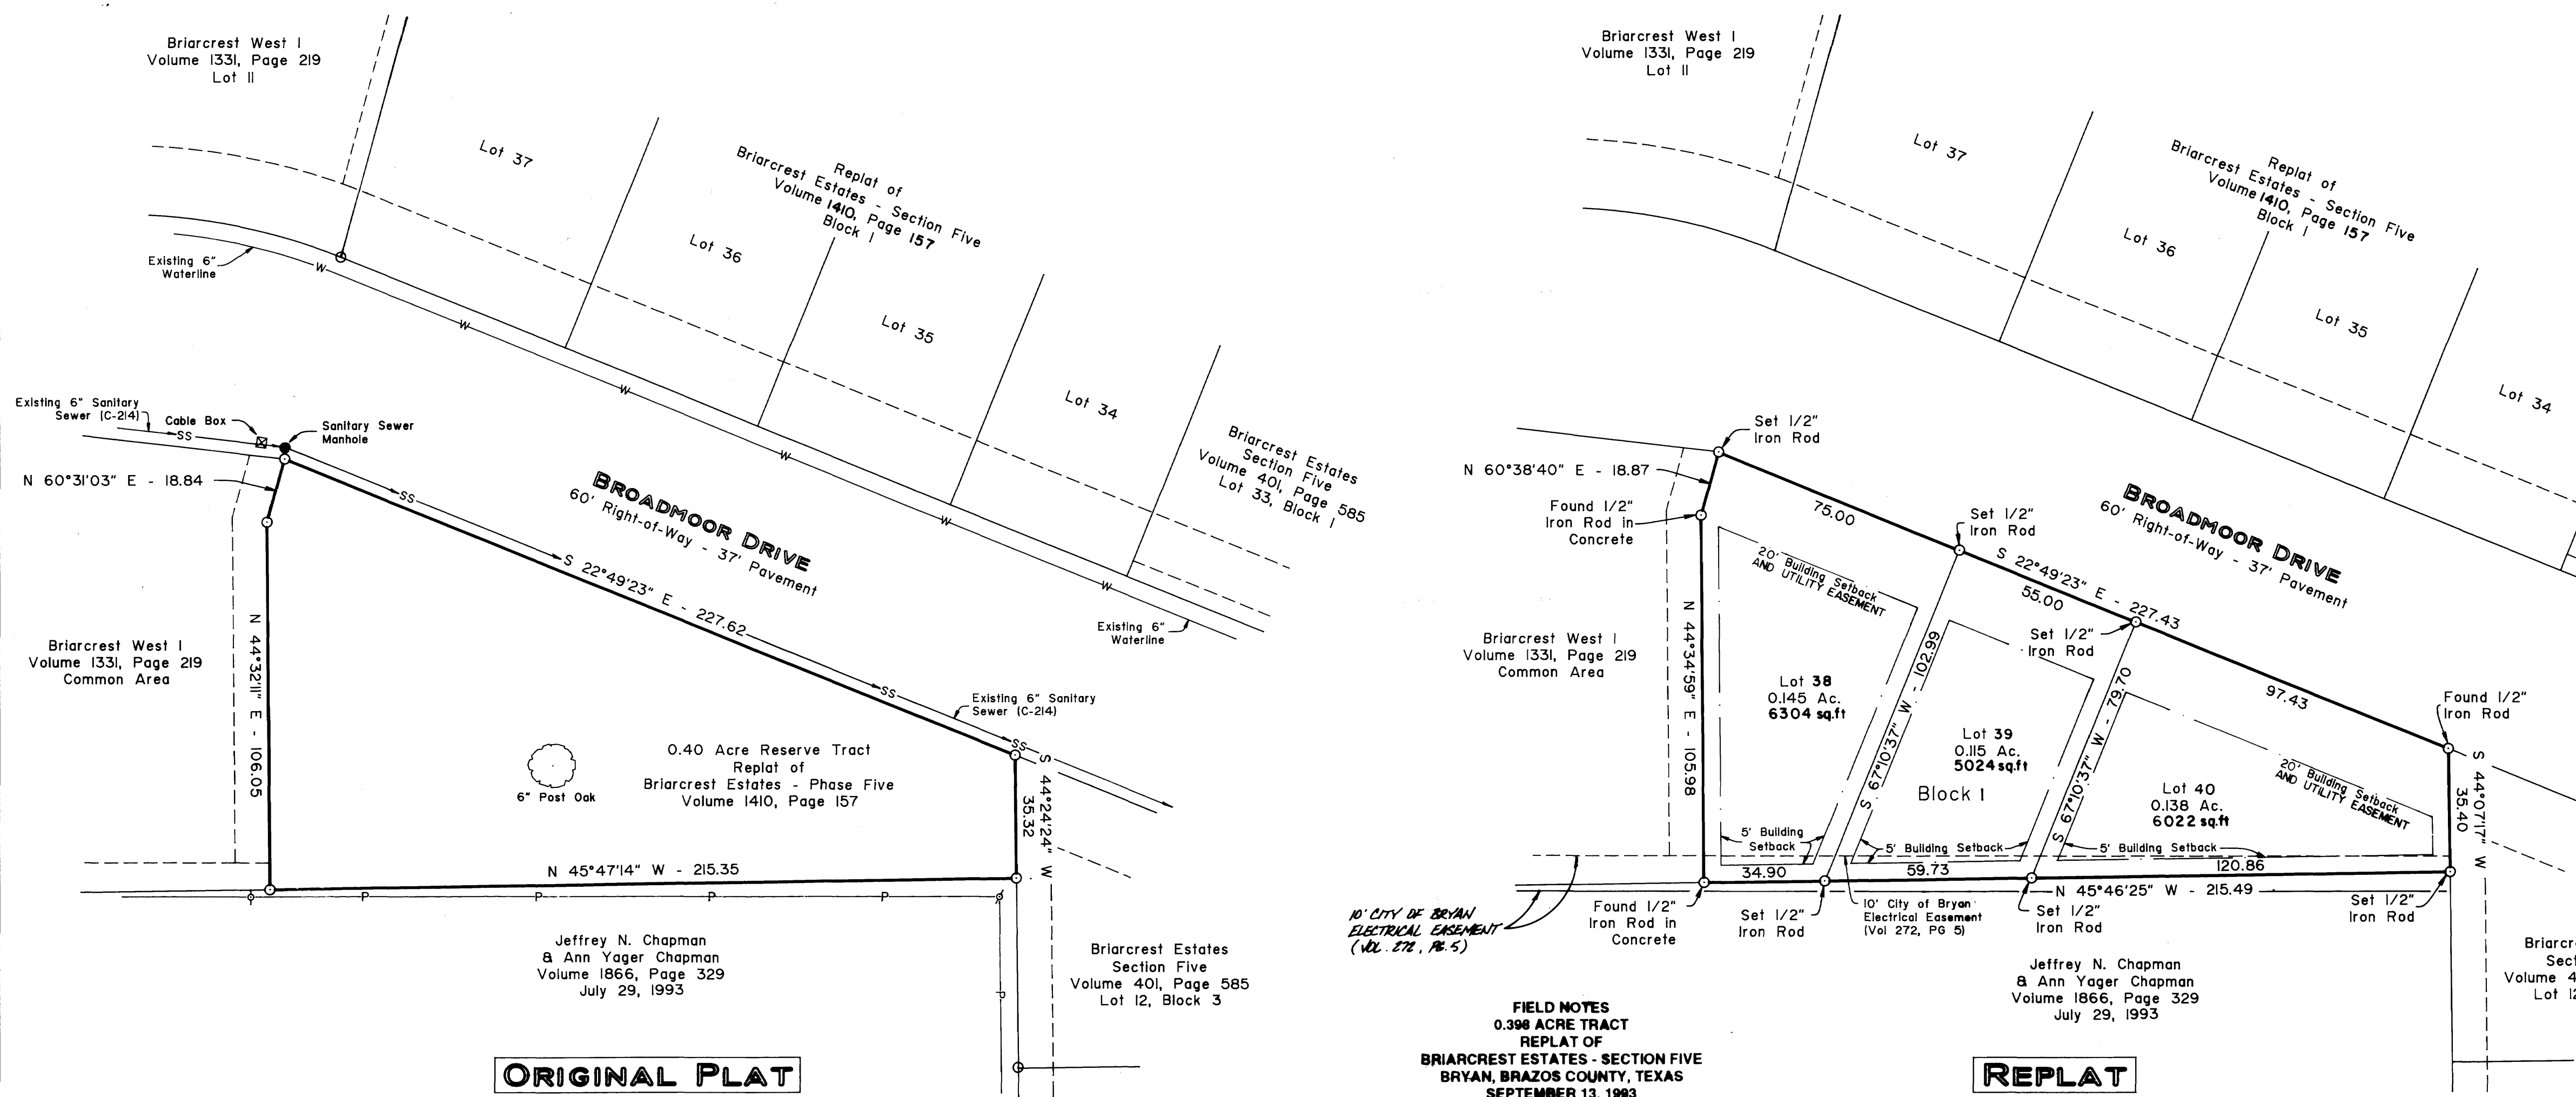 Briarcrest West I
Volume 1331, Page 219
Lot 11
Lot 37
Replat of
Briarcrest Estates - Section Five
Volume 1410, Page 157
Block 1
Lot 36
Lot 35
Lot 34
Existing 6"
Waterline
W
W
W
W
W
W
Existing 6" Sanitary
Sewer (C-214)
SS
Cable Box
Sanitary Sewer
Manhole
N 60°31'03" E - 18.84
SS
BROADMOOR DRIVE
60' Right-of-Way - 37' Pavement
Briarcrest Estates
Section Five
Volume 401, Page 585
Lot 33, Block 1
S 22°49'23" E - 227.62
Existing 6"
Waterline
SS
Existing 6" Sanitary
Sewer (C-214)
SS
Briarcrest West I
Volume 1331, Page 219
Common Area
N 44°32'11" E - 106.05
6" Post Oak
0.40 Acre Reserve Tract
Replat of
Briarcrest Estates - Phase Five
Volume 1410, Page 157
S 44°24'24" W
35.32
N 45°47'14" W - 215.35
P
P
P
P
P
Jeffrey N. Chapman
& Ann Yager Chapman
Volume 1866, Page 329
July 29, 1993
Briarcrest Estates
Section Five
Volume 401, Page 585
Lot 12, Block 3
ORIGINAL PLAT
Briarcrest West I
Volume 1331, Page 219
Lot 11
Lot 37
Replat of
Briarcrest Estates - Section Five
Volume 1410, Page 157
Block 1
Lot 36
Lot 35
Lot 34
Set 1/2"
Iron Rod
N 60°38'40" E - 18.87
Found 1/2"
Iron Rod in
Concrete
75.00
Set 1/2"
Iron Rod
BROADMOOR DRIVE
60' Right-of-Way - 37' Pavement
S 22°49'23" E - 227.43
55.00
20' Building Setback
AND UTILITY EASEMENT
Set 1/2"
Iron Rod
97.43
Found 1/2"
Iron Rod
Briarcrest West I
Volume 1331, Page 219
Common Area
N 44°34'59" E - 105.98
Lot 38
0.145 Ac.
6304 sq.ft
S 67°10'37" W - 102.99
Lot 39
0.115 Ac.
5024 sq.ft
Block 1
S 67°10'37" W - 79.70
Lot 40
0.138 Ac.
6022 sq.ft
20' Building Setback
AND UTILITY EASEMENT
S 44°07'17" W
35.40
5' Building
Setback
5' Building Setback
5' Building Setback
34.90
59.73
120.86
N 45°46'25" W - 215.49
10' CITY OF BRYAN
ELECTRICAL EASEMENT
(VOL. 272, PG. 5)
Found 1/2"
Iron Rod in
Concrete
Set 1/2"
Iron Rod
10' City of Bryan
Electrical Easement
(Vol 272, PG 5)
Set 1/2"
Iron Rod
Set 1/2"
Iron Rod
Jeffrey N. Chapman
& Ann Yager Chapman
Volume 1866, Page 329
July 29, 1993
Briarcr
Sect
Volume 4
Lot 12
FIELD NOTES
0.398 ACRE TRACT
REPLAT OF
BRIARCREST ESTATES - SECTION FIVE
BRYAN, BRAZOS COUNTY, TEXAS
SEPTEMBER 13, 1993
REPLAT